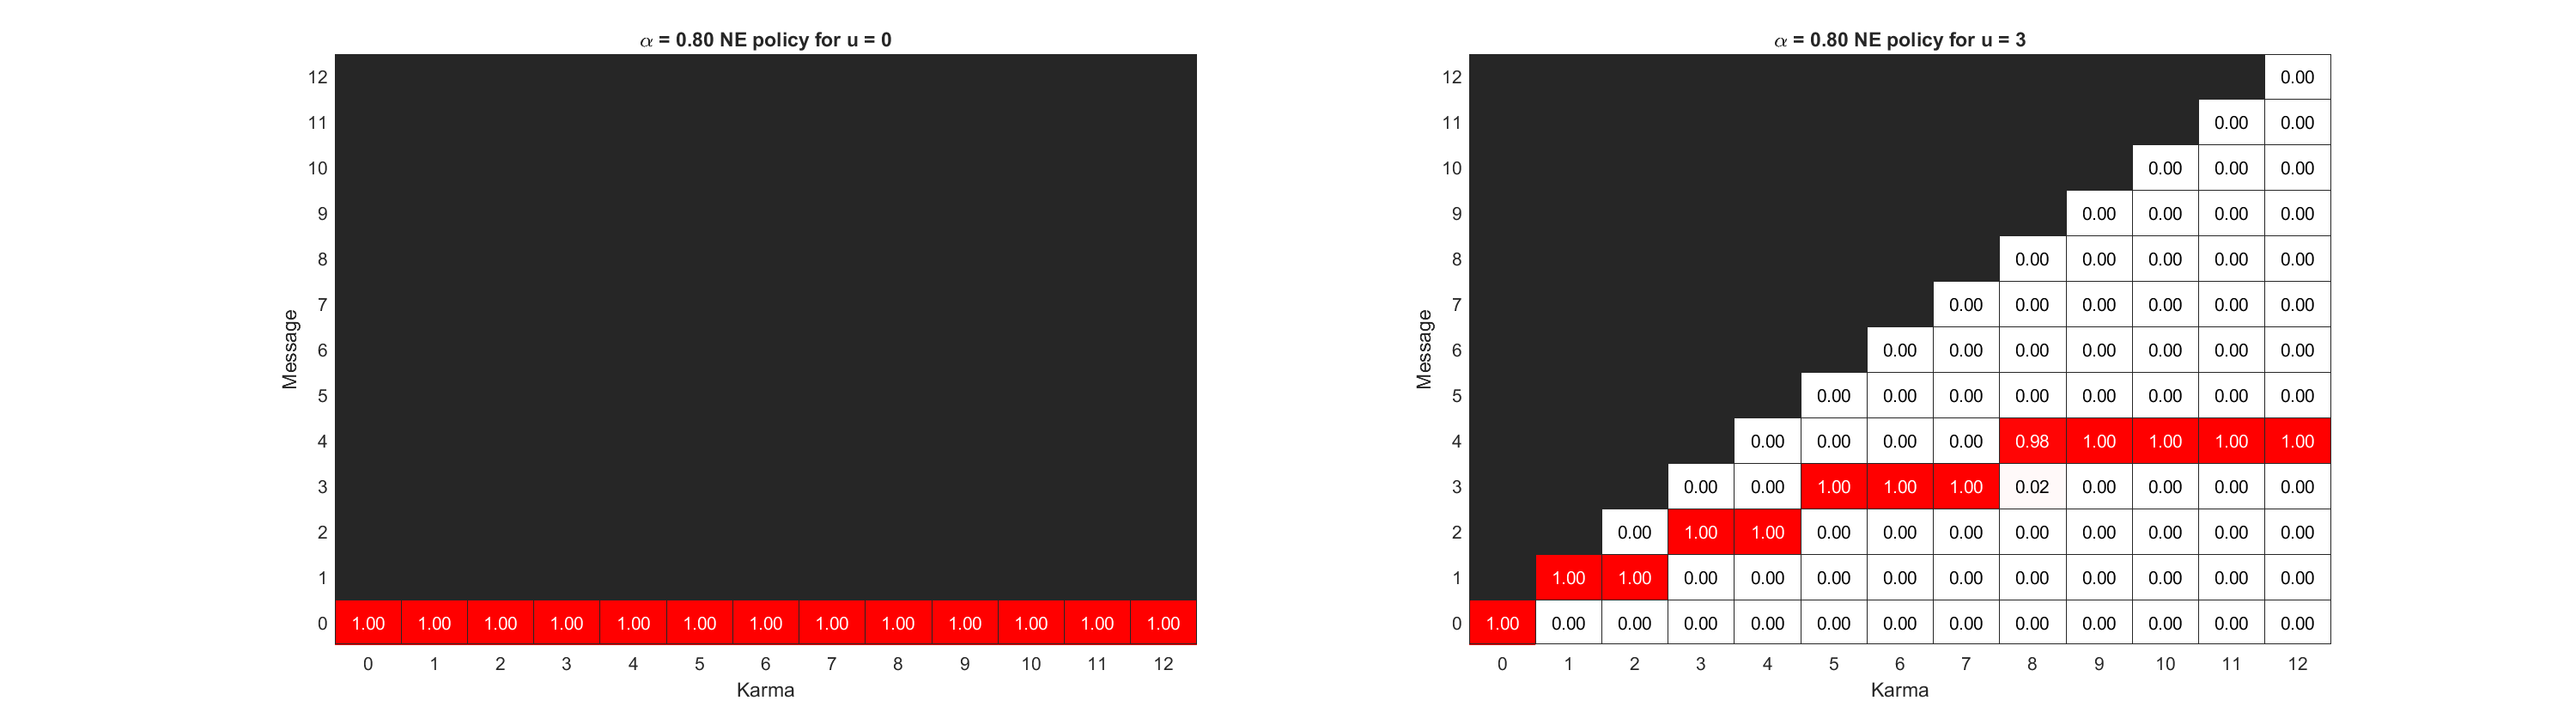 α = 0.80 NE policy for u = 0
12
11
10
9
8
7
6
5
4
3
2
1
0 1.00 1.00 1.00 1.00 1.00 1.00 1.00 1.00 1.00 1.00 1.00 1.00 1.00
0 1 2 3 4 5 6 7 8 9 10 11 12
Message
Karma
α = 0.80 NE policy for u = 3
12 0.00
11 0.00 0.00
10 0.00 0.00 0.00
9 0.00 0.00 0.00 0.00
8 0.00 0.00 0.00 0.00 0.00
7 0.00 0.00 0.00 0.00 0.00 0.00
6 0.00 0.00 0.00 0.00 0.00 0.00 0.00
5 0.00 0.00 0.00 0.00 0.00 0.00 0.00 0.00
4 0.00 0.00 0.00 0.00 0.98 1.00 1.00 1.00 1.00
3 0.00 0.00 1.00 1.00 1.00 0.02 0.00 0.00 0.00 0.00
2 0.00 1.00 1.00 0.00 0.00 0.00 0.00 0.00 0.00 0.00 0.00
1 1.00 1.00 0.00 0.00 0.00 0.00 0.00 0.00 0.00 0.00 0.00 0.00
0 1.00 0.00 0.00 0.00 0.00 0.00 0.00 0.00 0.00 0.00 0.00 0.00 0.00
0 1 2 3 4 5 6 7 8 9 10 11 12
Message
Karma